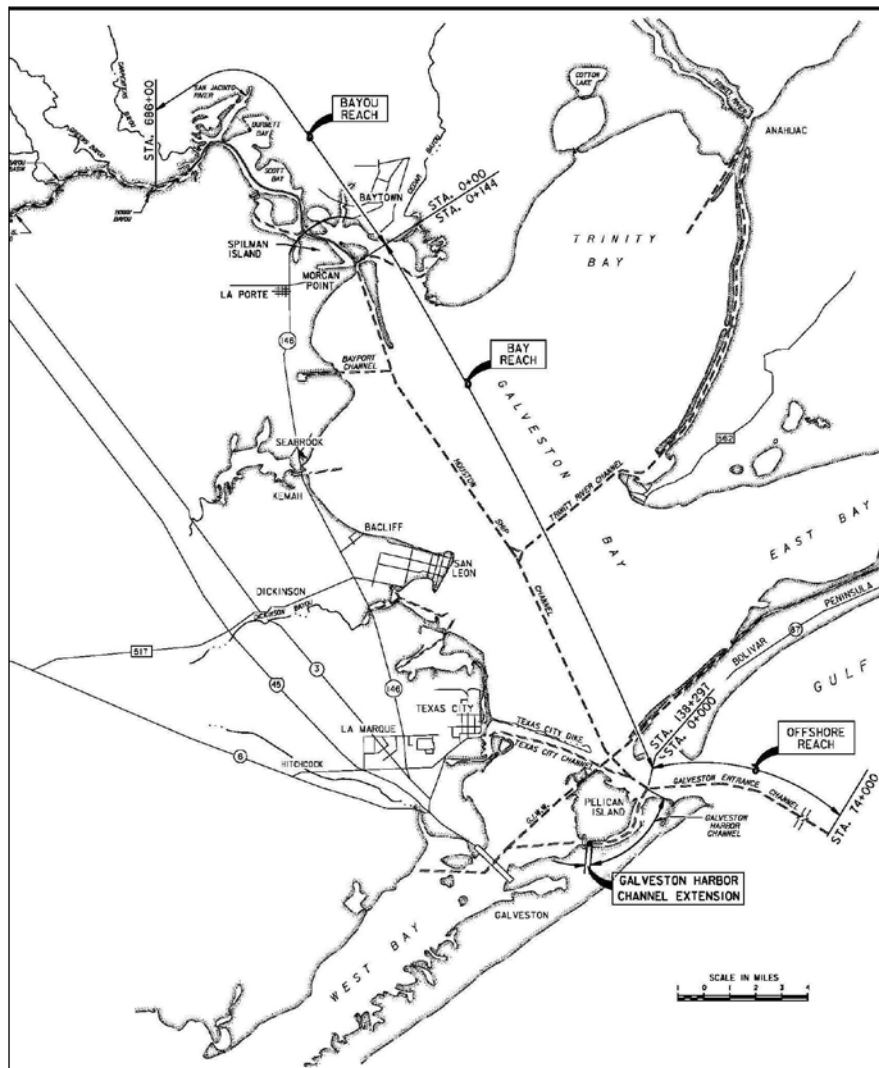 COTTON
LAKE
TRINITY
RIVER
ANAHUAC
SAN JACINTO
RIVER
BURNETT
BAY
SCOTT
BAY
BAYOU
REACH
STA. 686+00
BAYTOWN
CEDAR BAYOU
STA. 0+00
STA. 0+144
SPILMAN
ISLAND
MORGAN
POINT
LA PORTE
TRINITY
BAY
146
BAYPORT
CHANNEL
BAY
REACH
GALVESTON
BAY
562
SEABROOK
KEMAH
HOUSTON
SHIP
CHANNEL
TRINITY RIVER CHANNEL
BACLIFF
SAN
LEON
EAST BAY
DICKINSON
DICKINSON BAYOU
517
3
45
146
6
BOLIVAR PENINSULA
87
GULF
TEXAS CITY
LA MARQUE
HITCHCOCK
TEXAS CITY DIKE
TEXAS CITY CHANNEL
STA. 138+297
STA. 0+000
OFFSHORE
REACH
GALVESTON ENTRANCE CHANNEL
STA. 74+000
G.I.W.W.
PELICAN
ISLAND
GALVESTON
HARBOR
CHANNEL
GALVESTON HARBOR
CHANNEL EXTENSION
GALVESTON
WEST BAY
SCALE IN MILES
1 0 1 2 3 4